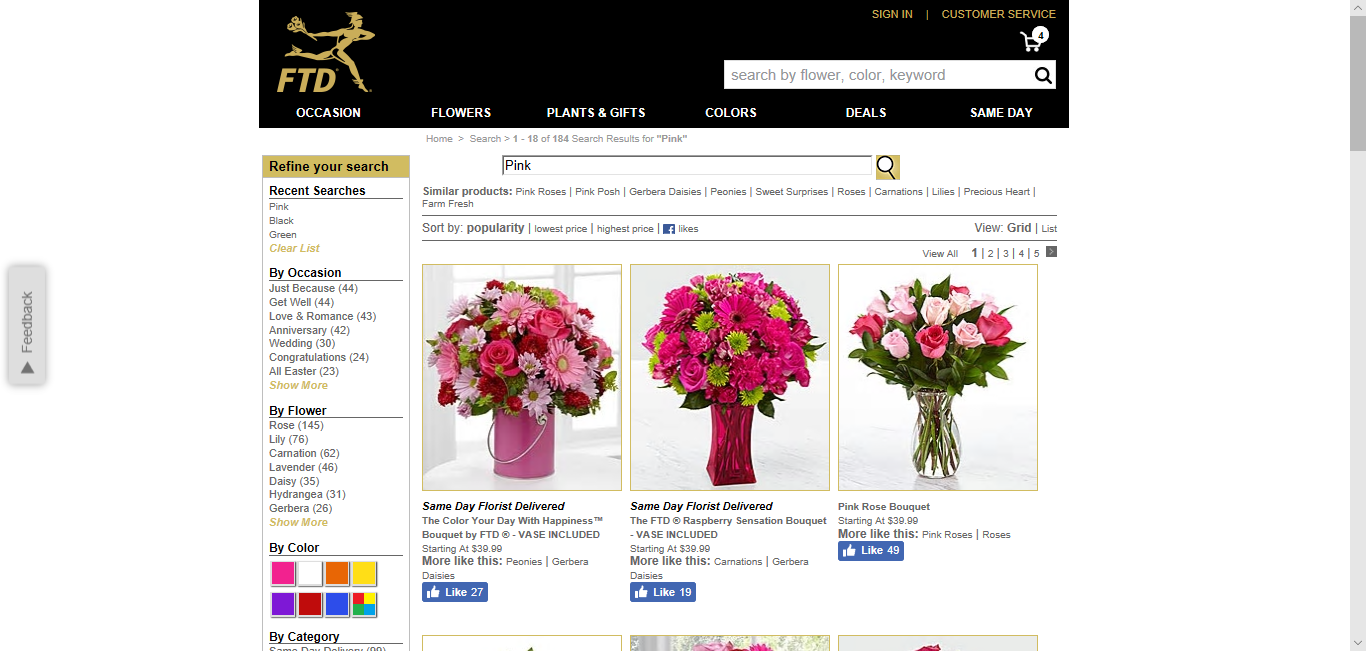 SIGN IN | CUSTOMER SERVICE
4
FTD
search by flower, color, keyword
OCCASION FLOWERS PLANTS & GIFTS COLORS DEALS SAME DAY
Home > Search > 1 - 18 of 184 Search Results for "Pink"
Refine your search
Recent Searches
Pink
Black
Green
Clear List
By Occasion
Just Because (44)
Get Well (44)
Love & Romance (43)
Anniversary (42)
Wedding (30)
Congratulations (24)
All Easter (23)
Show More
By Flower
Rose (145)
Lily (76)
Carnation (62)
Lavender (46)
Daisy (35)
Hydrangea (31)
Gerbera (26)
Show More
By Color
By Category
Same Day Delivery (99)
Feedback
Pink
Similar products: Pink Roses | Pink Posh | Gerbera Daisies | Peonies | Sweet Surprises | Roses | Carnations | Lilies | Precious Heart |
Farm Fresh
Sort by: popularity | lowest price | highest price | likes
View: Grid | List
View All 1 | 2 | 3 | 4 | 5 >
Same Day Florist Delivered
The Color Your Day With Happiness™
Bouquet by FTD ® - VASE INCLUDED
Starting At $39.99
More like this: Peonies | Gerbera
Daisies
Like 27
Same Day Florist Delivered
The FTD ® Raspberry Sensation Bouquet
- VASE INCLUDED
Starting At $39.99
More like this: Carnations | Gerbera
Daisies
Like 19
Pink Rose Bouquet
Starting At $39.99
More like this: Pink Roses | Roses
Like 49